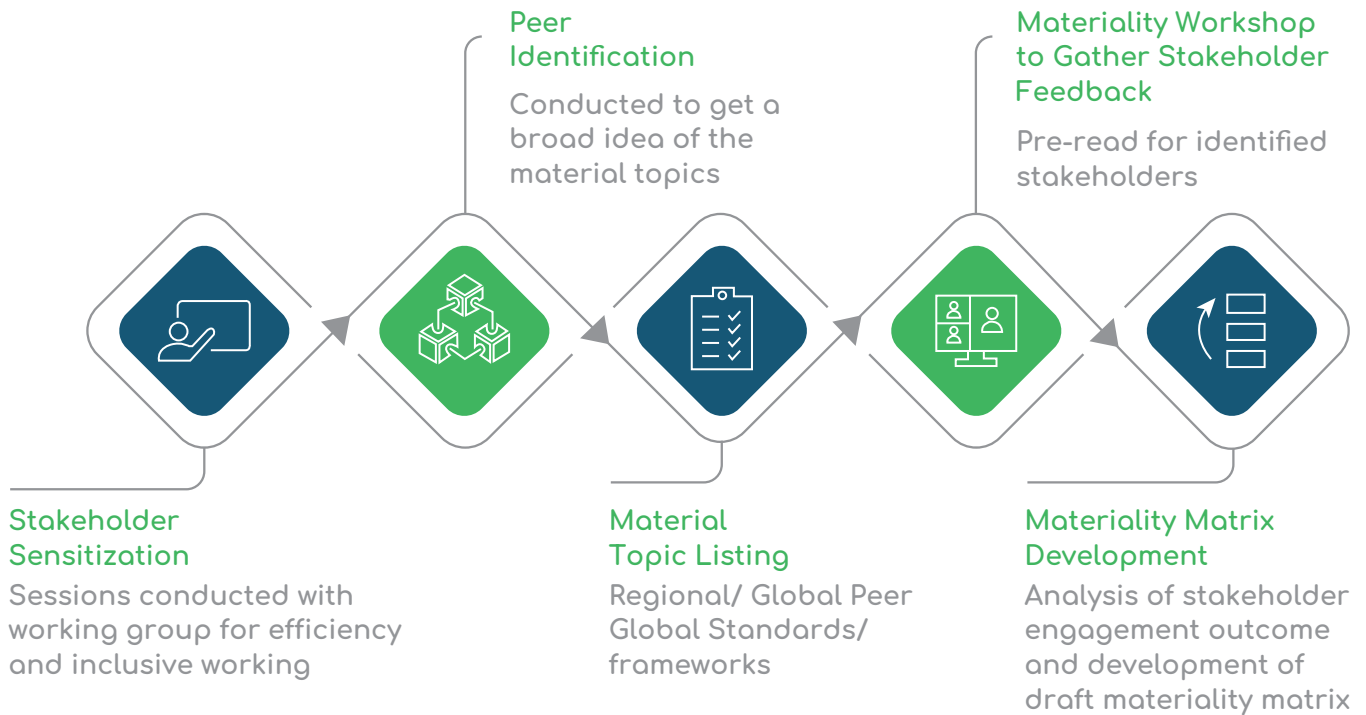 Stakeholder
Sensitization
Sessions conducted with
working group for efficiency
and inclusive working
Peer
Identification
Conducted to get a
broad idea of the
material topics
Material
Topic Listing
Regional/ Global Peer
Global Standards/
frameworks
Materiality Workshop
to Gather Stakeholder
Feedback
Pre-read for identified
stakeholders
Materiality Matrix
Development
Analysis of stakeholder
engagement outcome
and development of
draft materiality matrix